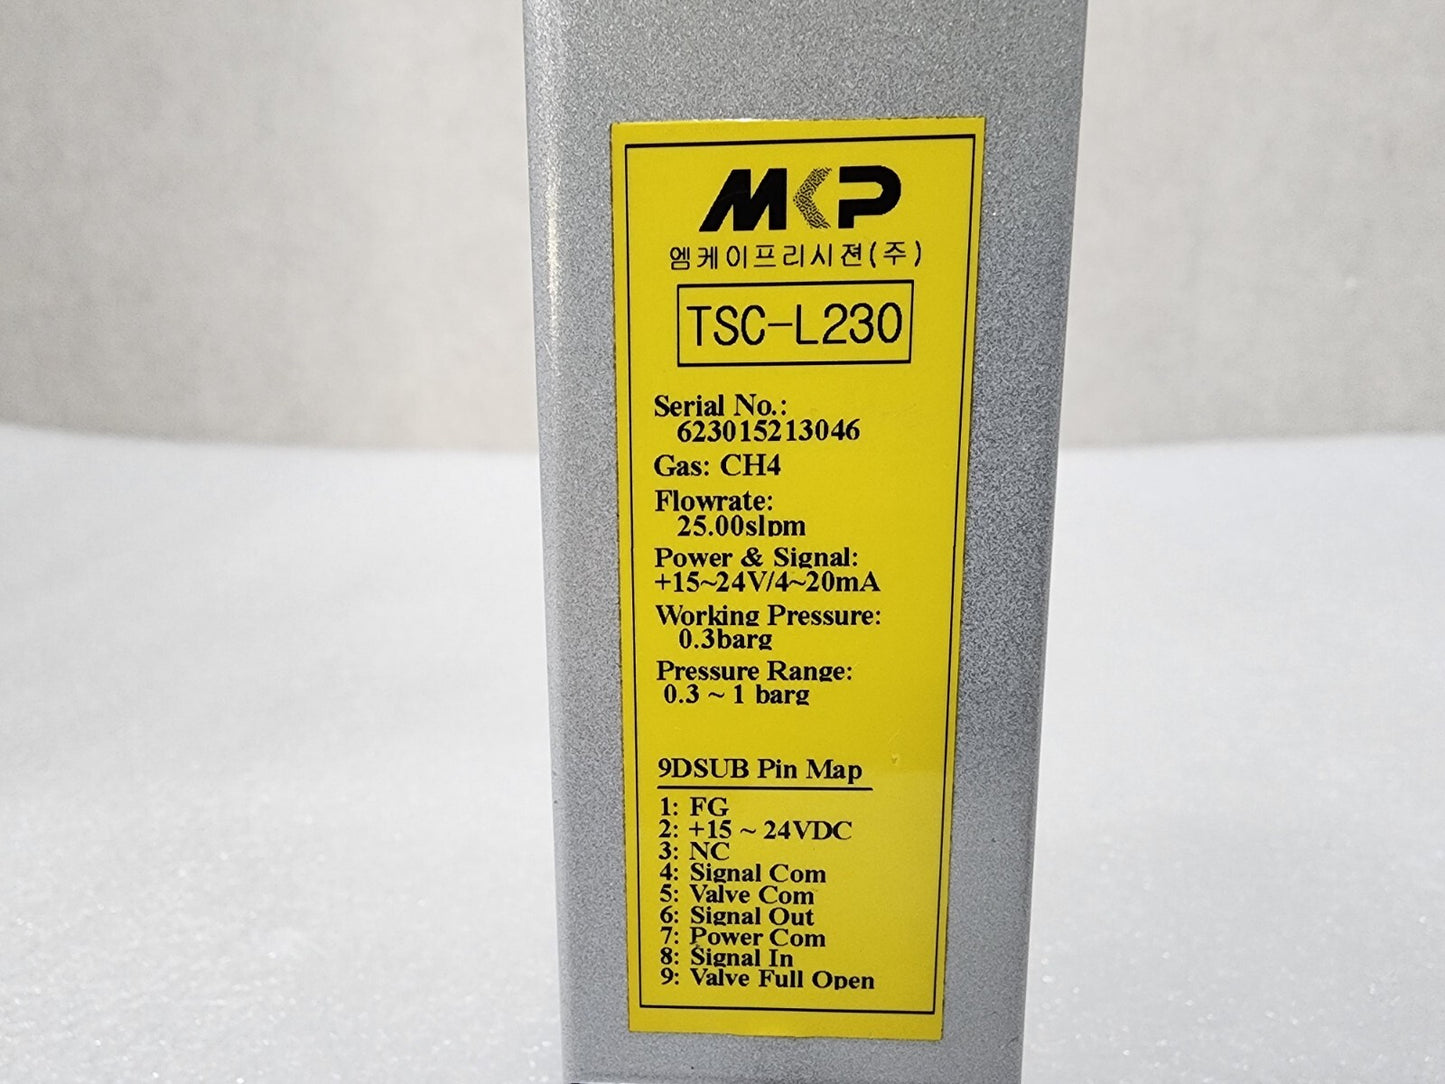 MKP
엠케이프리시젼(주)
TSC-L230
Serial No.:
623015213046
Gas: CH4
Flowrate:
25.00slpm
Power & Signal:
+15~24V/4~20mA
Working Pressure:
0.3barg
Pressure Range:
0.3 ~ 1 barg
9DSUB Pin Map
1: FG
2: +15 ~ 24VDC
3: NC
4: Signal Com
5: Valve Com
6: Signal Out
7: Power Com
8: Signal In
9: Valve Full Open